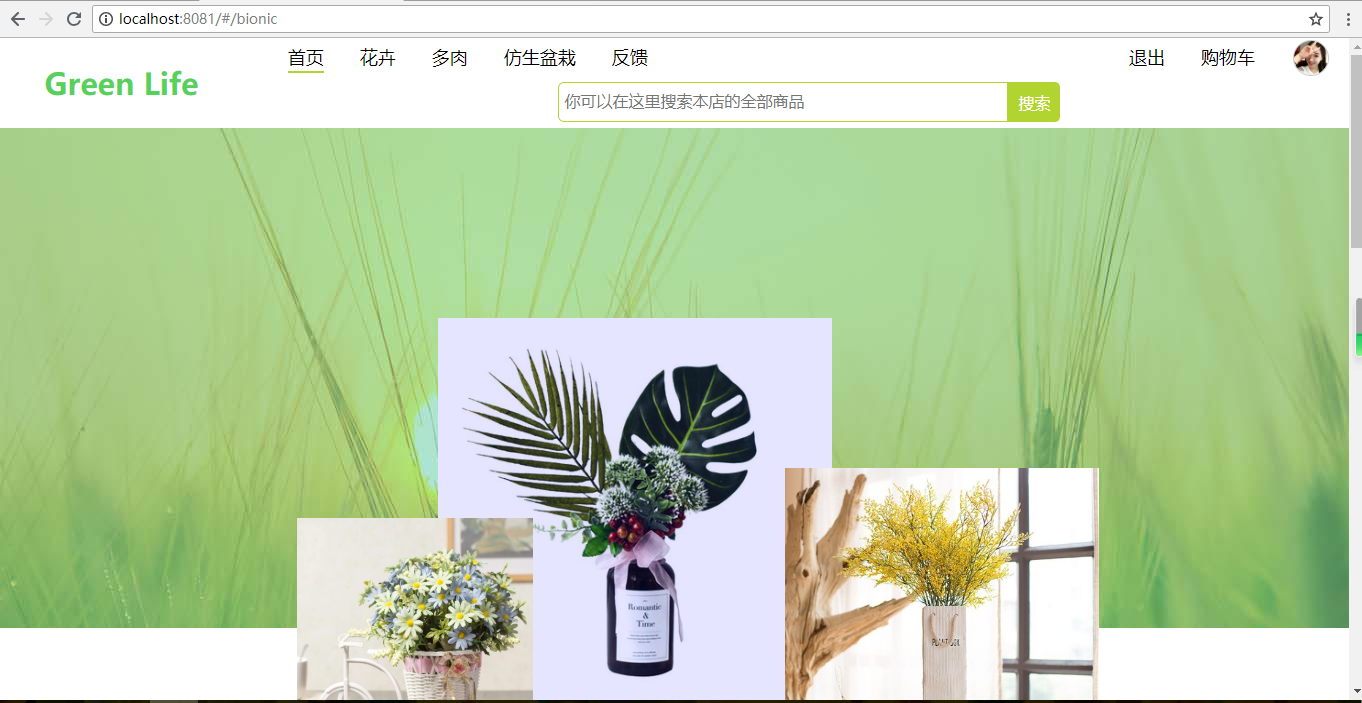 localhost:8081/#/bionic
首页 花卉 多肉 仿生盆栽 反馈 退出 购物车
Green Life
你可以在这里搜索本店的全部商品 搜索
Romantic
&
Time